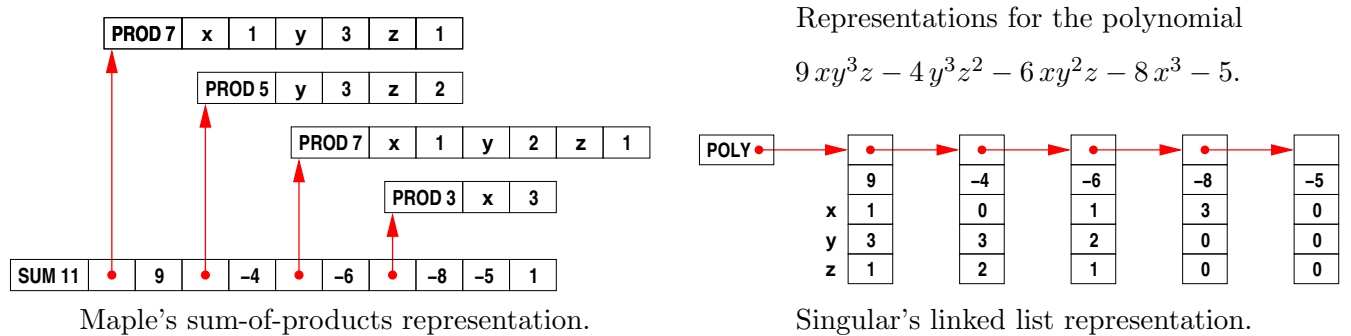 PROD 7 x 1 y 3 z 1
PROD 5 y 3 z 2
PROD 7 x 1 y 2 z 1
PROD 3 x 3
SUM 11 9 −4 −6 −8 −5 1
Maple's sum-of-products representation.
Representations for the polynomial
9 xy³z − 4 y³z² − 6 xy²z − 8 x³ − 5.
POLY
9 −4 −6 −8 −5
x 1 0 1 3 0
y 3 3 2 0 0
z 1 2 1 0 0
Singular's linked list representation.